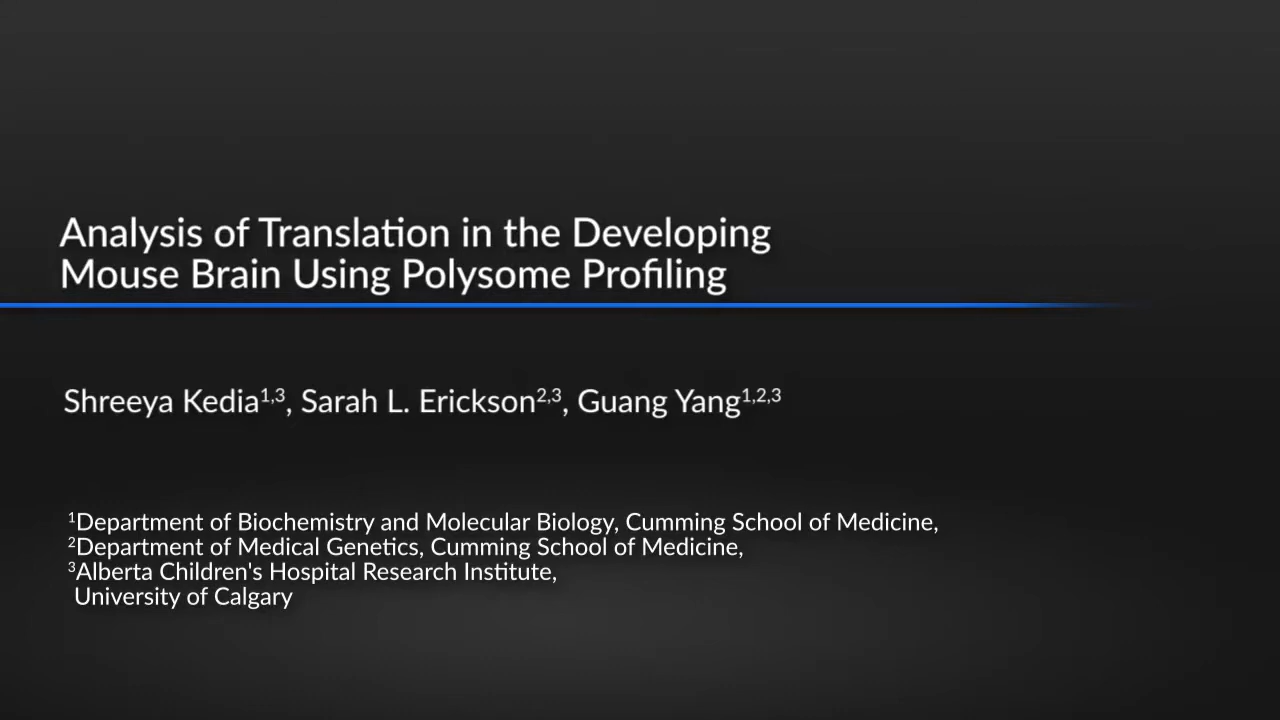 Analysis of Translation in the Developing
Mouse Brain Using Polysome Profiling
Shreeya Kedia1,3, Sarah L. Erickson2,3, Guang Yang1,2,3
1Department of Biochemistry and Molecular Biology, Cumming School of Medicine,
2Department of Medical Genetics, Cumming School of Medicine,
3Alberta Children's Hospital Research Institute,
University of Calgary